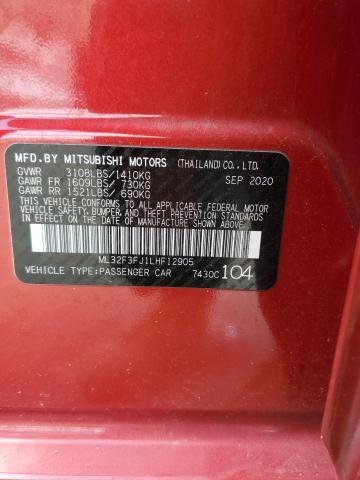 MFD.BY MITSUBISHI MOTORS (THAILAND) CO., LTD.
GVWR 3108LBS/1410KG
GAWR FR 1609LBS/ 730KG SEP 2020
GAWR RR 1521LBS/ 690KG
THIS VEHICLE CONFORMS TO ALL APPLICABLE FEDERAL MOTOR
VEHICLE SAFETY, BUMPER, AND THEFT PREVENTION STANDARDS
IN EFFECT ON THE DATE OF MANUFACTURE SHOWN ABOVE.
ML32F3FJ1LHF12905
VEHICLE TYPE:PASSENGER CAR 7430C 104